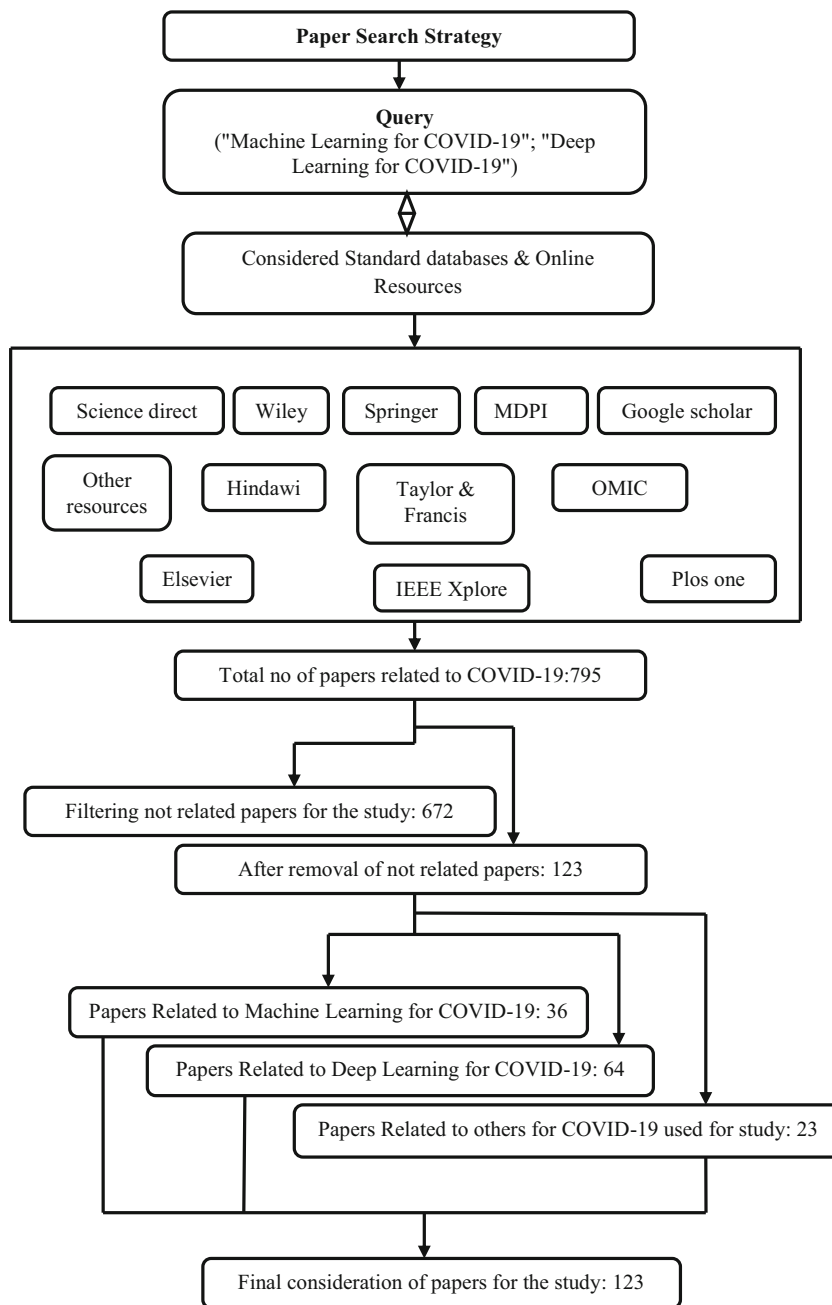 Paper Search Strategy
Query
("Machine Learning for COVID-19"; "Deep
Learning for COVID-19")
Considered Standard databases & Online
Resources
Science direct
Wiley
Springer
MDPI
Google scholar
Other
resources
Hindawi
Taylor &
Francis
OMIC
Elsevier
IEEE Xplore
Plos one
Total no of papers related to COVID-19:795
Filtering not related papers for the study: 672
After removal of not related papers: 123
Papers Related to Machine Learning for COVID-19: 36
Papers Related to Deep Learning for COVID-19: 64
Papers Related to others for COVID-19 used for study: 23
Final consideration of papers for the study: 123